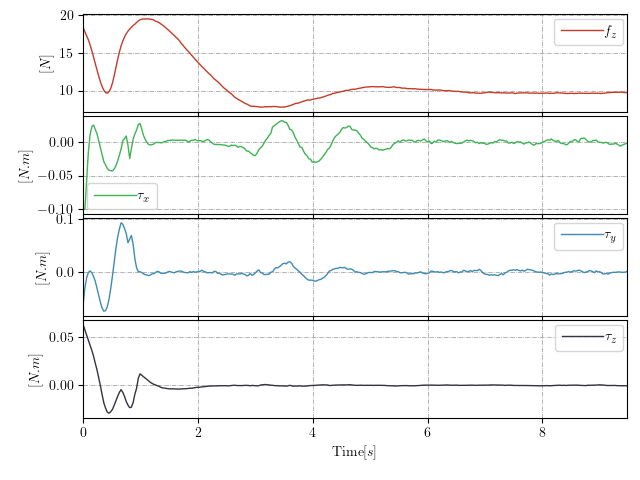 20
15
10
[N]
f_z
0.00
−0.05
−0.10
[N.m]
τ_x
0.1
0.0
[N.m]
τ_y
0.05
0.00
[N.m]
τ_z
0 2 4 6 8
Time[s]